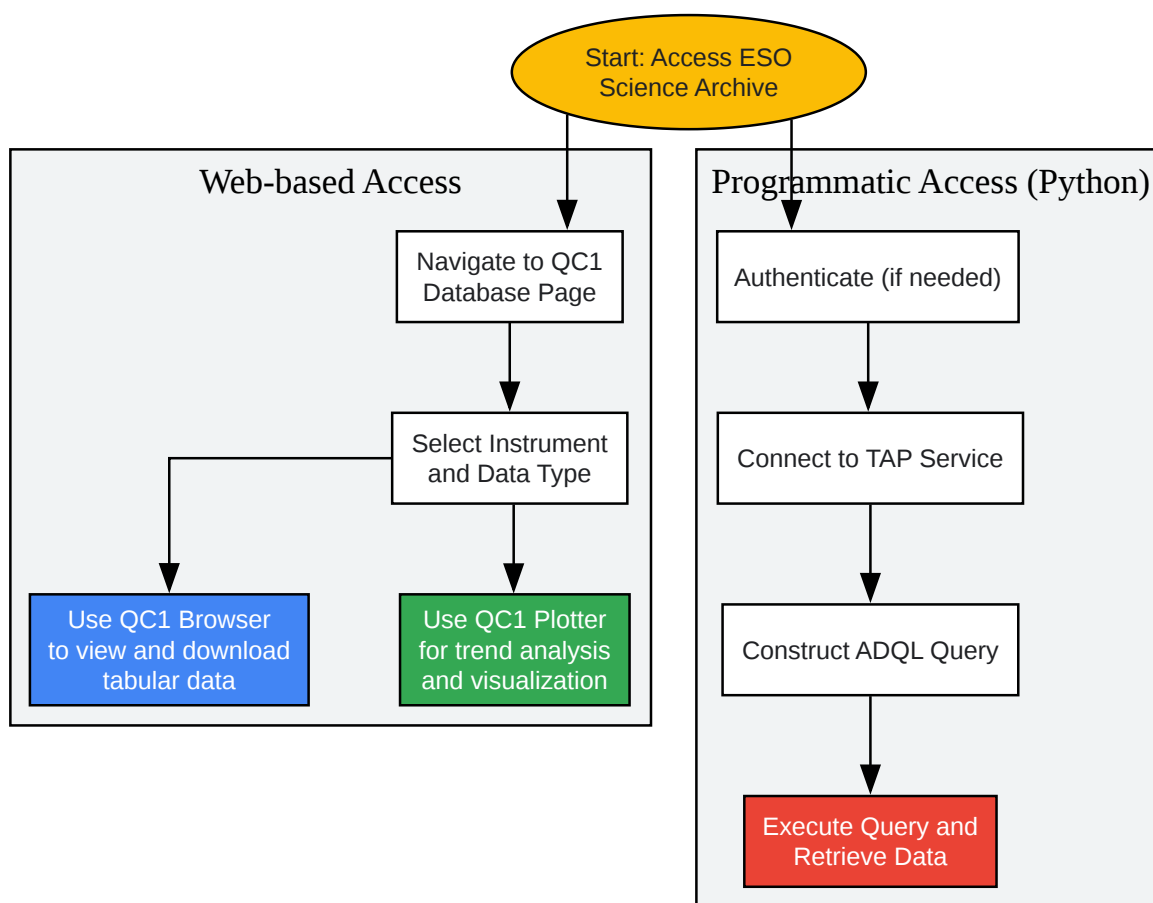 Start: Access ESO
Science Archive
Web-based Access
Navigate to QC1
Database Page
Select Instrument
and Data Type
Use QC1 Browser
to view and download
tabular data
Use QC1 Plotter
for trend analysis
and visualization
Programmatic Access (Python)
Authenticate (if needed)
Connect to TAP Service
Construct ADQL Query
Execute Query and
Retrieve Data